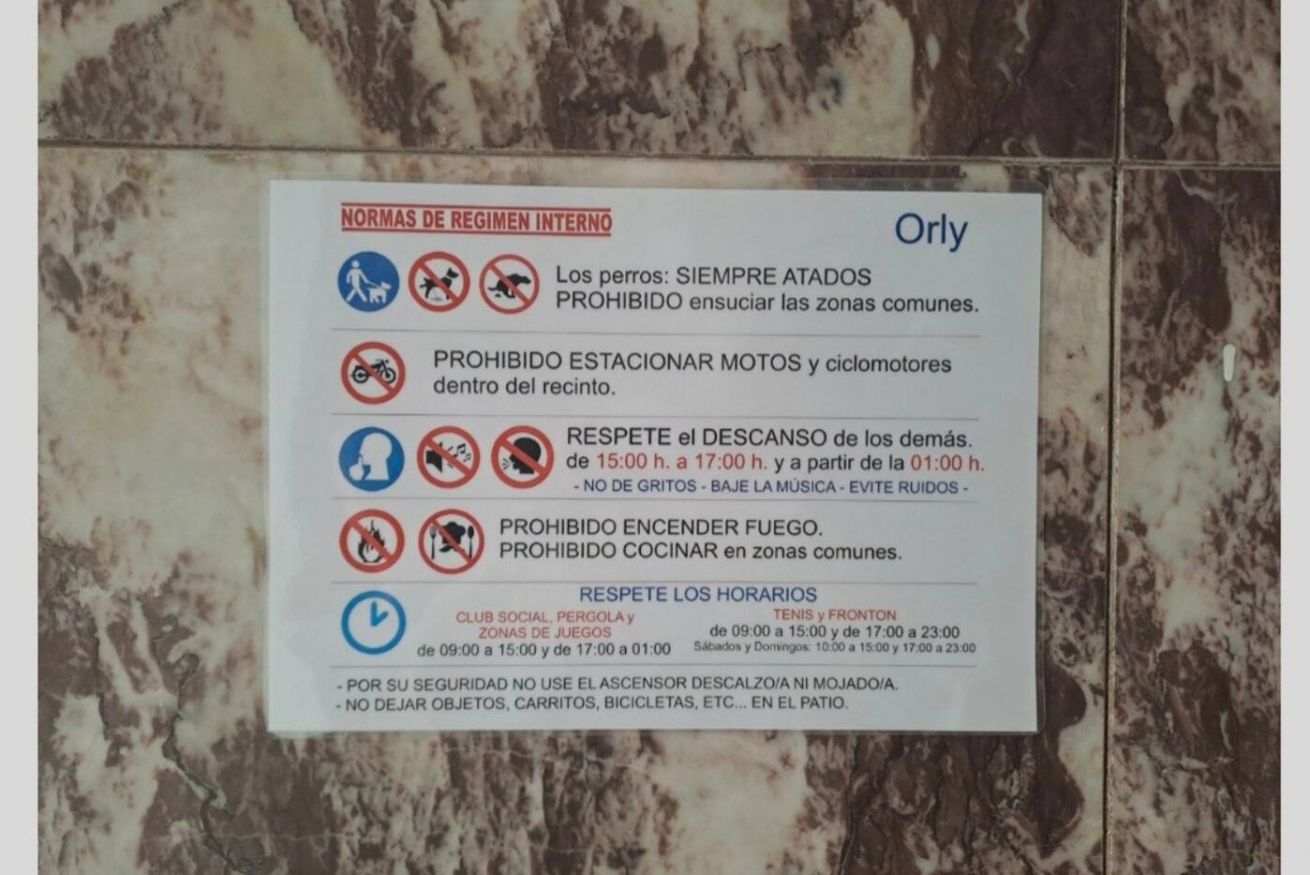 NORMAS DE REGIMEN INTERNO
Orly
Los perros: SIEMPRE ATADOS
PROHIBIDO ensuciar las zonas comunes.
PROHIBIDO ESTACIONAR MOTOS y ciclomotores
dentro del recinto.
RESPETE el DESCANSO de los demás.
de 15:00 h. a 17:00 h. y a partir de la 01:00 h.
- NO DE GRITOS - BAJE LA MÚSICA - EVITE RUIDOS -
PROHIBIDO ENCENDER FUEGO.
PROHIBIDO COCINAR en zonas comunes.
RESPETE LOS HORARIOS
CLUB SOCIAL, PERGOLA y
ZONAS DE JUEGOS
de 09:00 a 15:00 y de 17:00 a 01:00
TENIS y FRONTON
de 09:00 a 15:00 y de 17:00 a 23:00
Sábados y Domingos: 10:00 a 15:00 y 17:00 a 23:00
- POR SU SEGURIDAD NO USE EL ASCENSOR DESCALZO/A NI MOJADO/A.
- NO DEJAR OBJETOS, CARRITOS, BICICLETAS, ETC... EN EL PATIO.